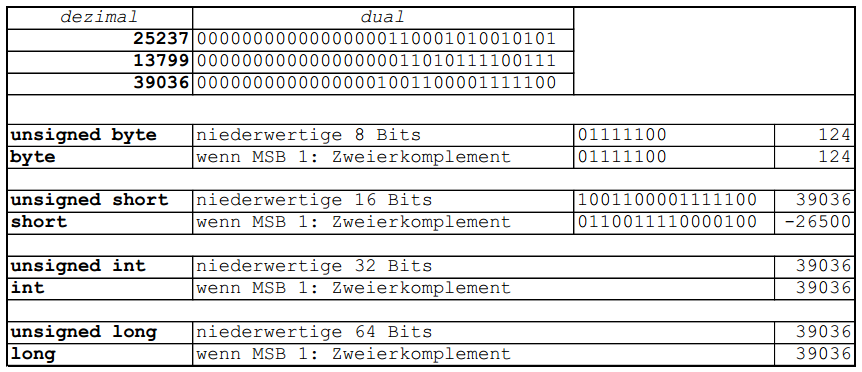 dezimal dual
25237 00000000000000000110001010010101
13799 00000000000000000011010111100111
39036 00000000000000001001100001111100
unsigned byte niederwertige 8 Bits 01111100 124
byte wenn MSB 1: Zweierkomplement 01111100 124
unsigned short niederwertige 16 Bits 1001100001111100 39036
short wenn MSB 1: Zweierkomplement 0110011110000100 -26500
unsigned int niederwertige 32 Bits 39036
int wenn MSB 1: Zweierkomplement 39036
unsigned long niederwertige 64 Bits 39036
long wenn MSB 1: Zweierkomplement 39036